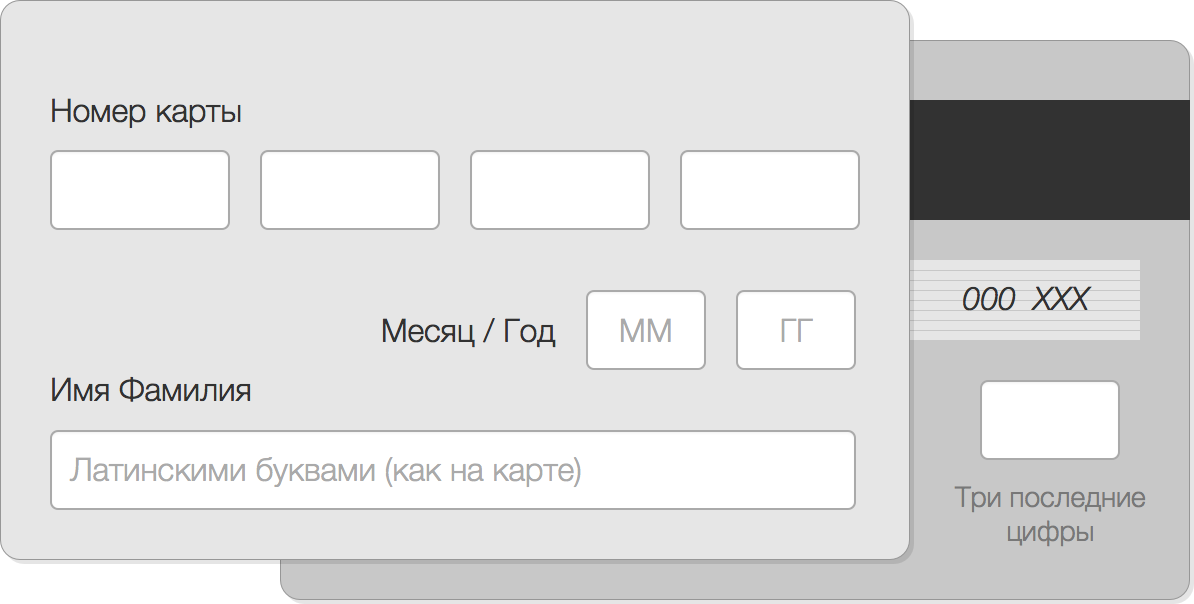 Номер карты
Месяц / Год
ММ
ГГ
Имя Фамилия
Латинскими буквами (как на карте)
000 XXX
Три последние
цифры